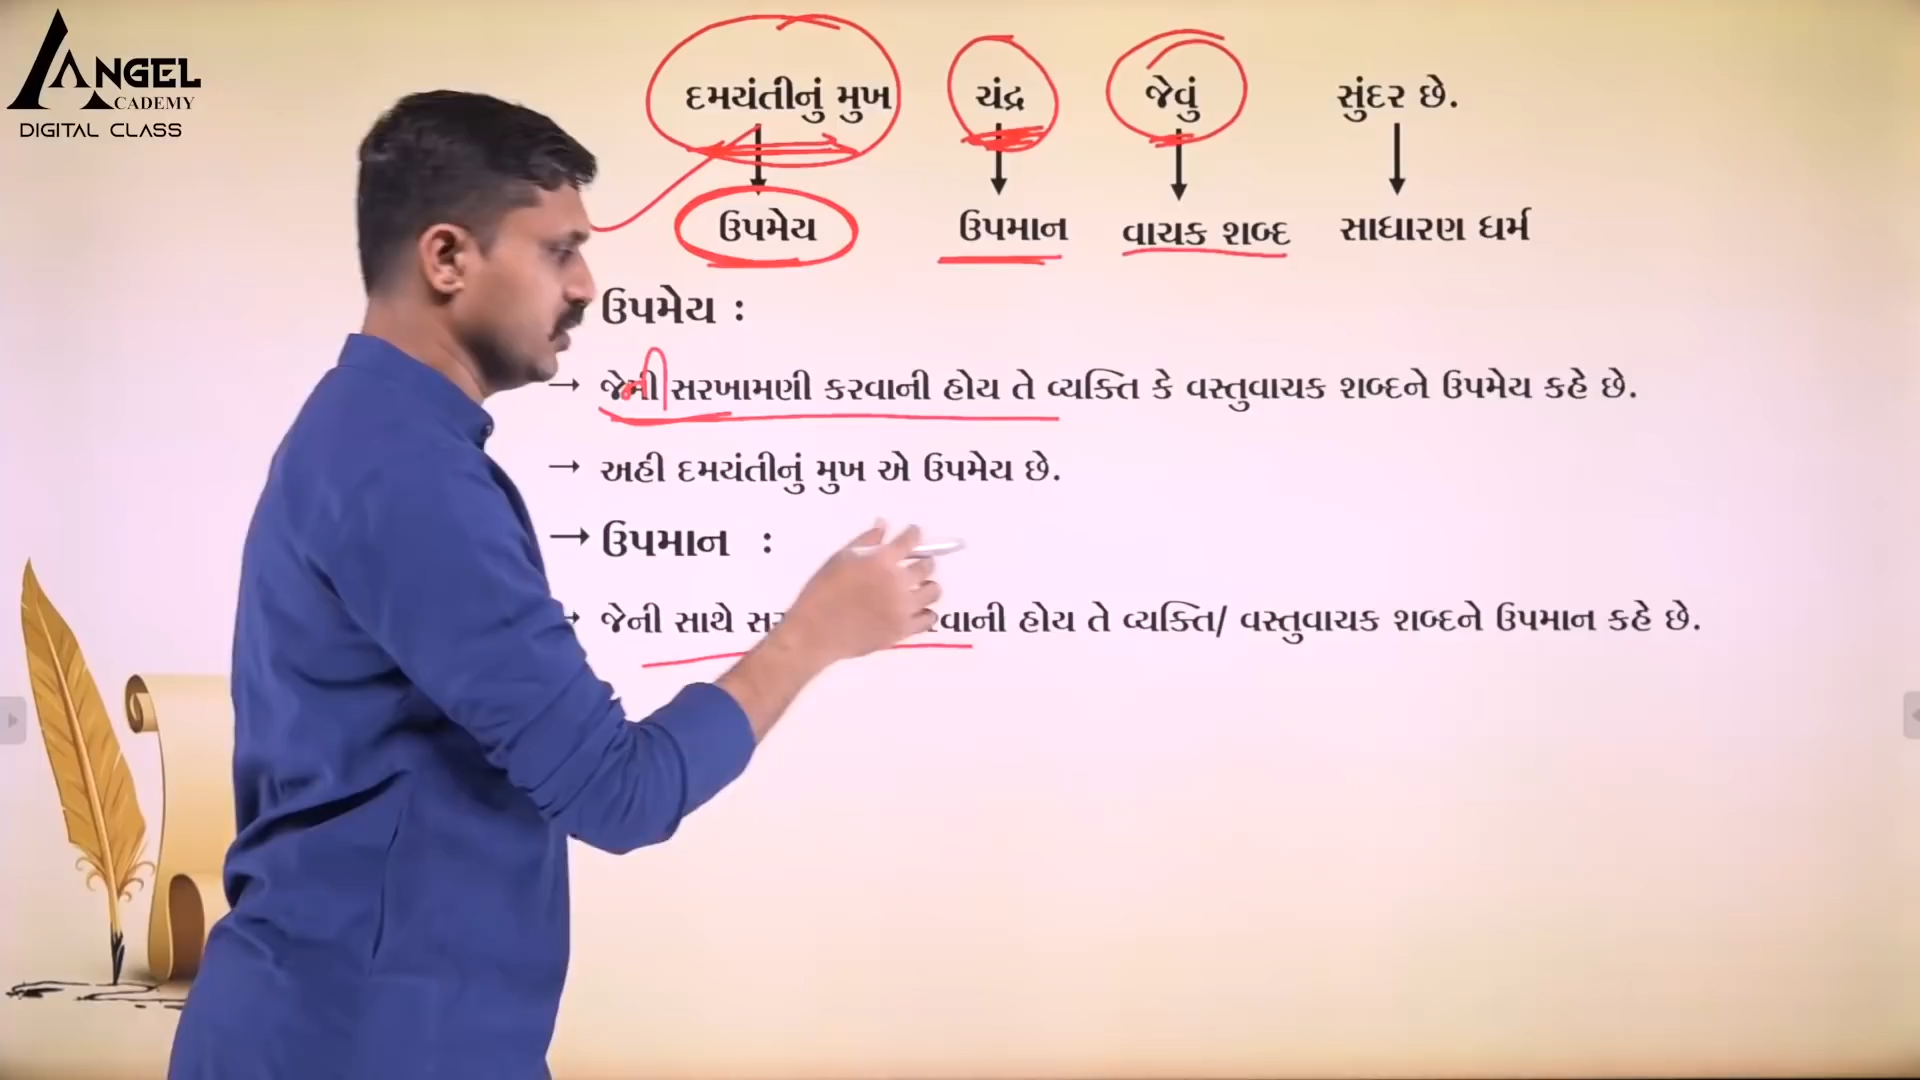 ANGEL
ACADEMY
DIGITAL CLASS
દમયંતીનું મુખ ચંદ્ર જેવું સુંદર છે.
ઉપમેય ઉપમાન વાચક શબ્દ સાધારણ ધર્મ
ઉપમેય :
→ જેની સરખામણી કરવાની હોય તે વ્યક્તિ કે વસ્તુવાચક શબ્દને ઉપમેય કહે છે.
→ અહી દમયંતીનું મુખ એ ઉપમેય છે.
→ ઉપમાન :
જેની સાથે હોય તે વ્યક્તિ/ વસ્તુવાચક શબ્દને ઉપમાન કહે છે.